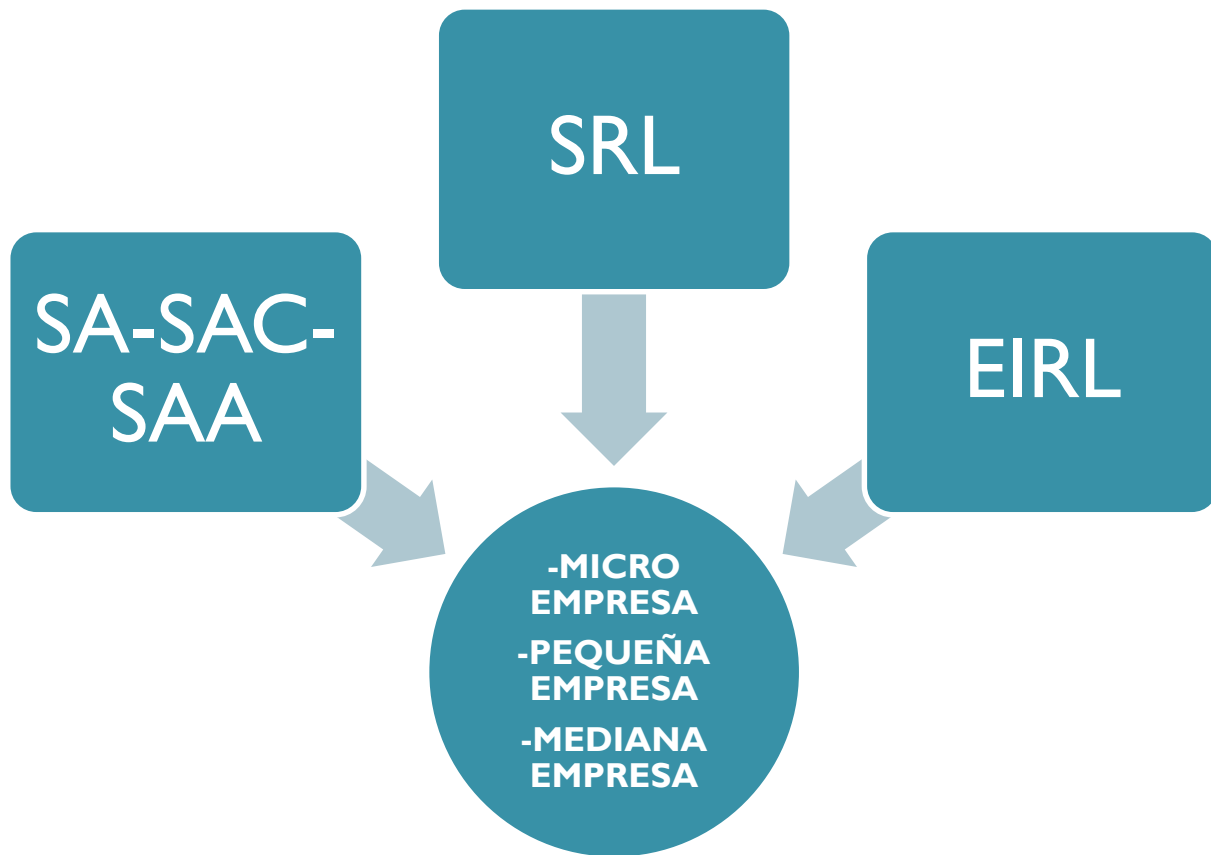 SRL
SA-SAC-
SAA
EIRL
-MICRO
EMPRESA
-PEQUEÑA
EMPRESA
-MEDIANA
EMPRESA